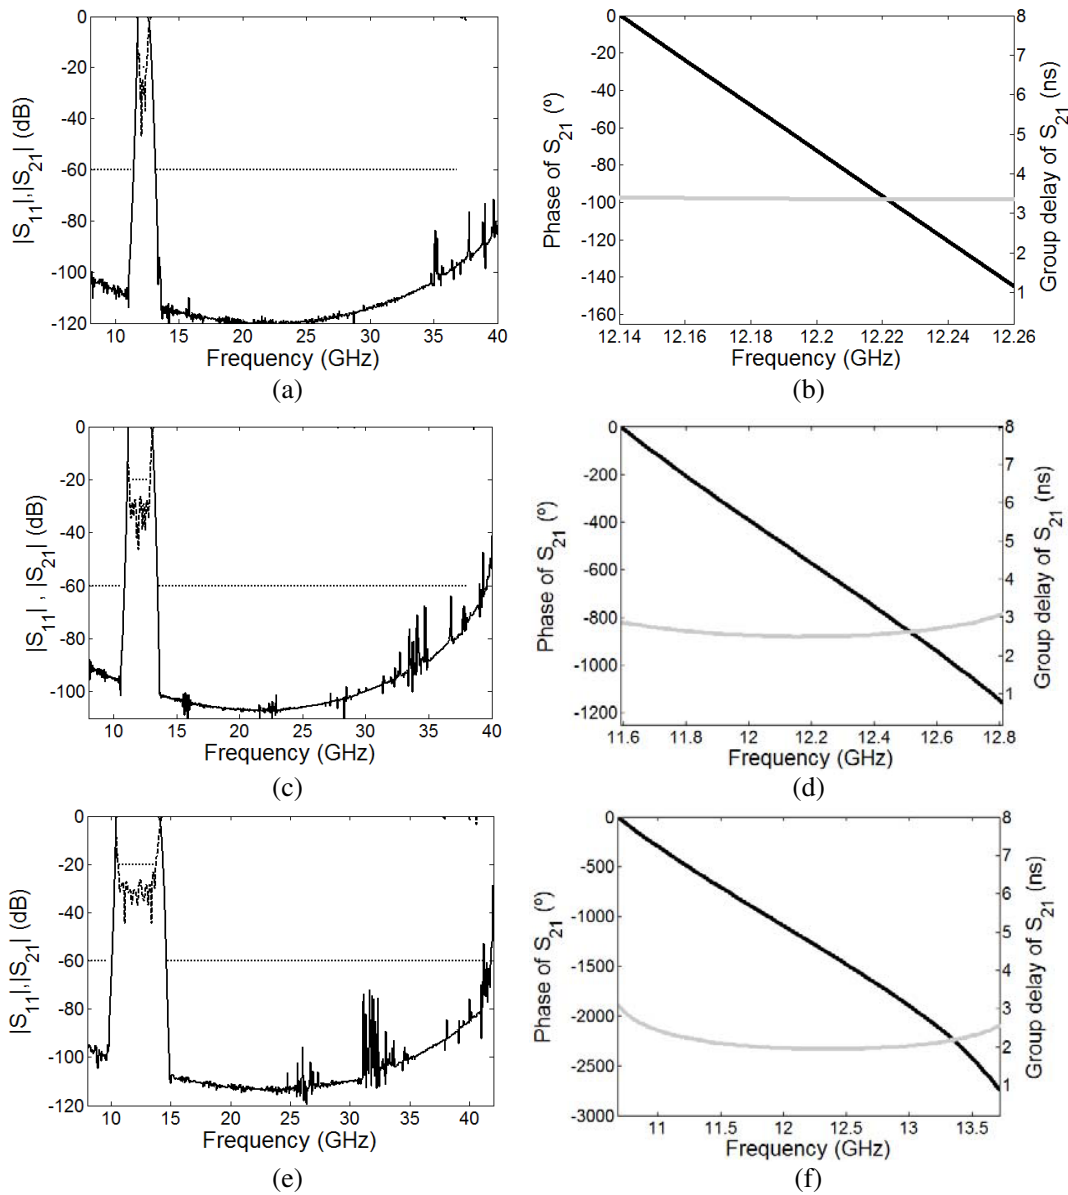 |S11|,|S21| (dB)
0
-20
-40
-60
-80
-100
-120
10 20 30 40
Frequency (GHz)
(a)
Phase of S21 (º)
0
-20
-40
-60
-80
-100
-120
-140
-160
12.14 12.16 12.18 12.2 12.22 12.24 12.26
Frequency (GHz)
8
7
6
5
4
3
2
1
Group delay of S21 (ns)
(b)
|S11| , |S21| (dB)
0
-20
-40
-60
-80
-100
10 15 20 25 30 35 40
Frequency (GHz)
(c)
Phase of S21 (º)
0
-200
-400
-600
-800
-1000
-1200
11.6 11.8 12 12.2 12.4 12.6 12.8
Frequency (GHz)
8
7
6
5
4
3
2
1
Group delay of S21 (ns)
(d)
|S11|,|S21| (dB)
0
-20
-40
-60
-80
-100
-120
10 15 20 25 30 35 40
Frequency (GHz)
(e)
Phase of S21 (º)
0
-500
-1000
-1500
-2000
-2500
-3000
11 11.5 12 12.5 13 13.5
Frequency (GHz)
8
7
6
5
4
3
2
1
Group delay of S21 (ns)
(f)